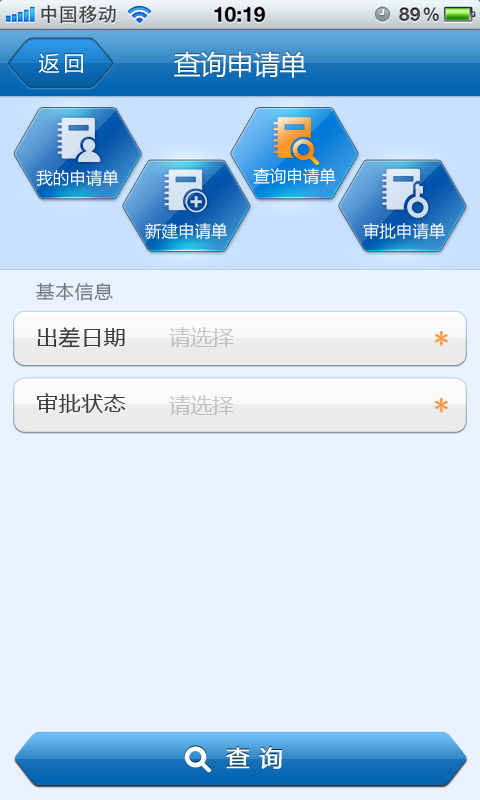 中国移动 10:19 89%
返回 查询申请单
我的申请单
新建申请单
查询申请单
审批申请单
基本信息
出差日期 请选择 *
审批状态 请选择 *
查询